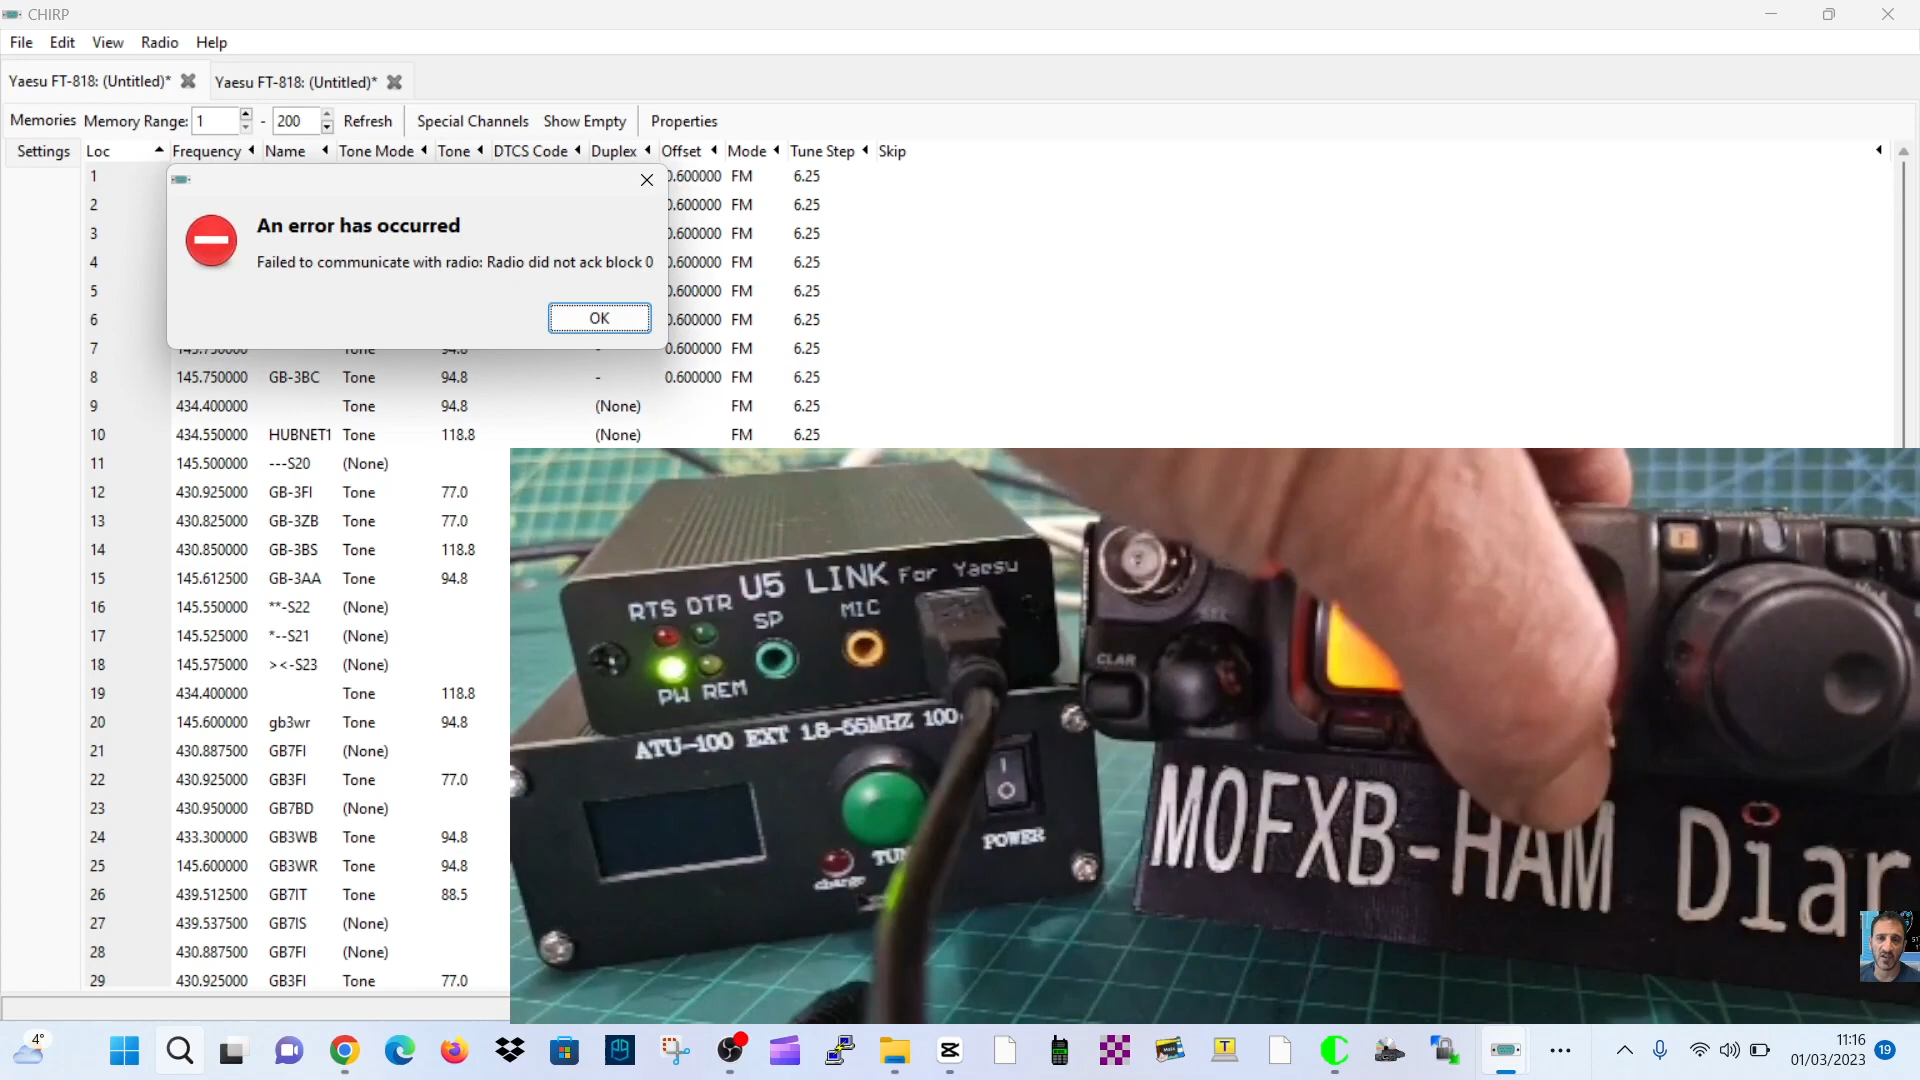 CHIRP
File Edit View Radio Help
Yaesu FT-818: (Untitled)* Yaesu FT-818: (Untitled)*
Memories Memory Range: 1 - 200 Refresh Special Channels Show Empty Properties
Settings Loc Frequency Name Tone Mode Tone DTCS Code Duplex Offset Mode Tune Step Skip
1 0.600000 FM 6.25
2 0.600000 FM 6.25
3 0.600000 FM 6.25
4 0.600000 FM 6.25
5 0.600000 FM 6.25
6 0.600000 FM 6.25
7 145.750000 Tone 94.8 - 0.600000 FM 6.25
An error has occurred
Failed to communicate with radio: Radio did not ack block 0
OK
8 145.750000 GB-3BC Tone 94.8 - 0.600000 FM 6.25
9 434.400000 Tone 94.8 (None) FM 6.25
10 434.550000 HUBNET1 Tone 118.8 (None) FM 6.25
11 145.500000 ---S20 (None)
12 430.925000 GB-3FI Tone 77.0
13 430.825000 GB-3ZB Tone 77.0
14 430.850000 GB-3BS Tone 118.8
15 145.612500 GB-3AA Tone 94.8
16 145.550000 **-S22 (None)
17 145.525000 *--S21 (None)
18 145.575000 ><-S23 (None)
19 434.400000 Tone 118.8
20 145.600000 gb3wr Tone 94.8
21 430.887500 GB7FI (None)
22 430.925000 GB3FI Tone 77.0
23 430.950000 GB7BD (None)
24 433.300000 GB3WB Tone 94.8
25 145.600000 GB3WR Tone 94.8
26 439.512500 GB7IT Tone 88.5
27 439.537500 GB7IS (None)
28 430.887500 GB7FI (None)
29 430.925000 GB3FI Tone 77.0
U5 LINK For Yaesu
RTS DTR SP MIC
PW REM
ATU-100 EXT 1.8-55MHZ 100
TUN
POWER
charge
CLAR
F
M0FXB-HAM Diar
4°
11:16
01/03/2023
19